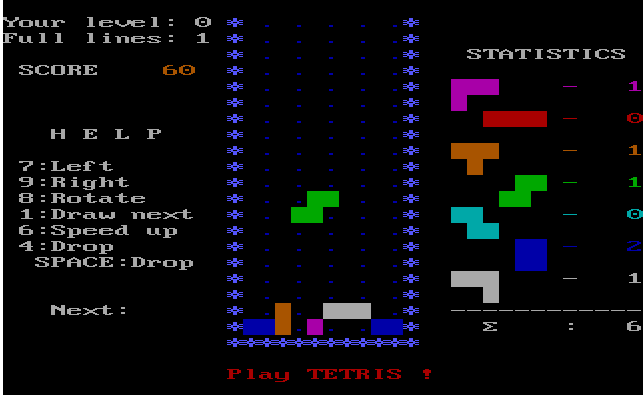 Your level: 0
Full lines: 1
STATISTICS
SCORE 60
- 1
- 0
H E L P
- 1
7:Left
9:Right
- 1
8:Rotate
1:Draw next
- 0
6:Speed up
4:Drop
- 2
SPACE:Drop
- 1
Next:
------------
Σ : 6
Play TETRIS !